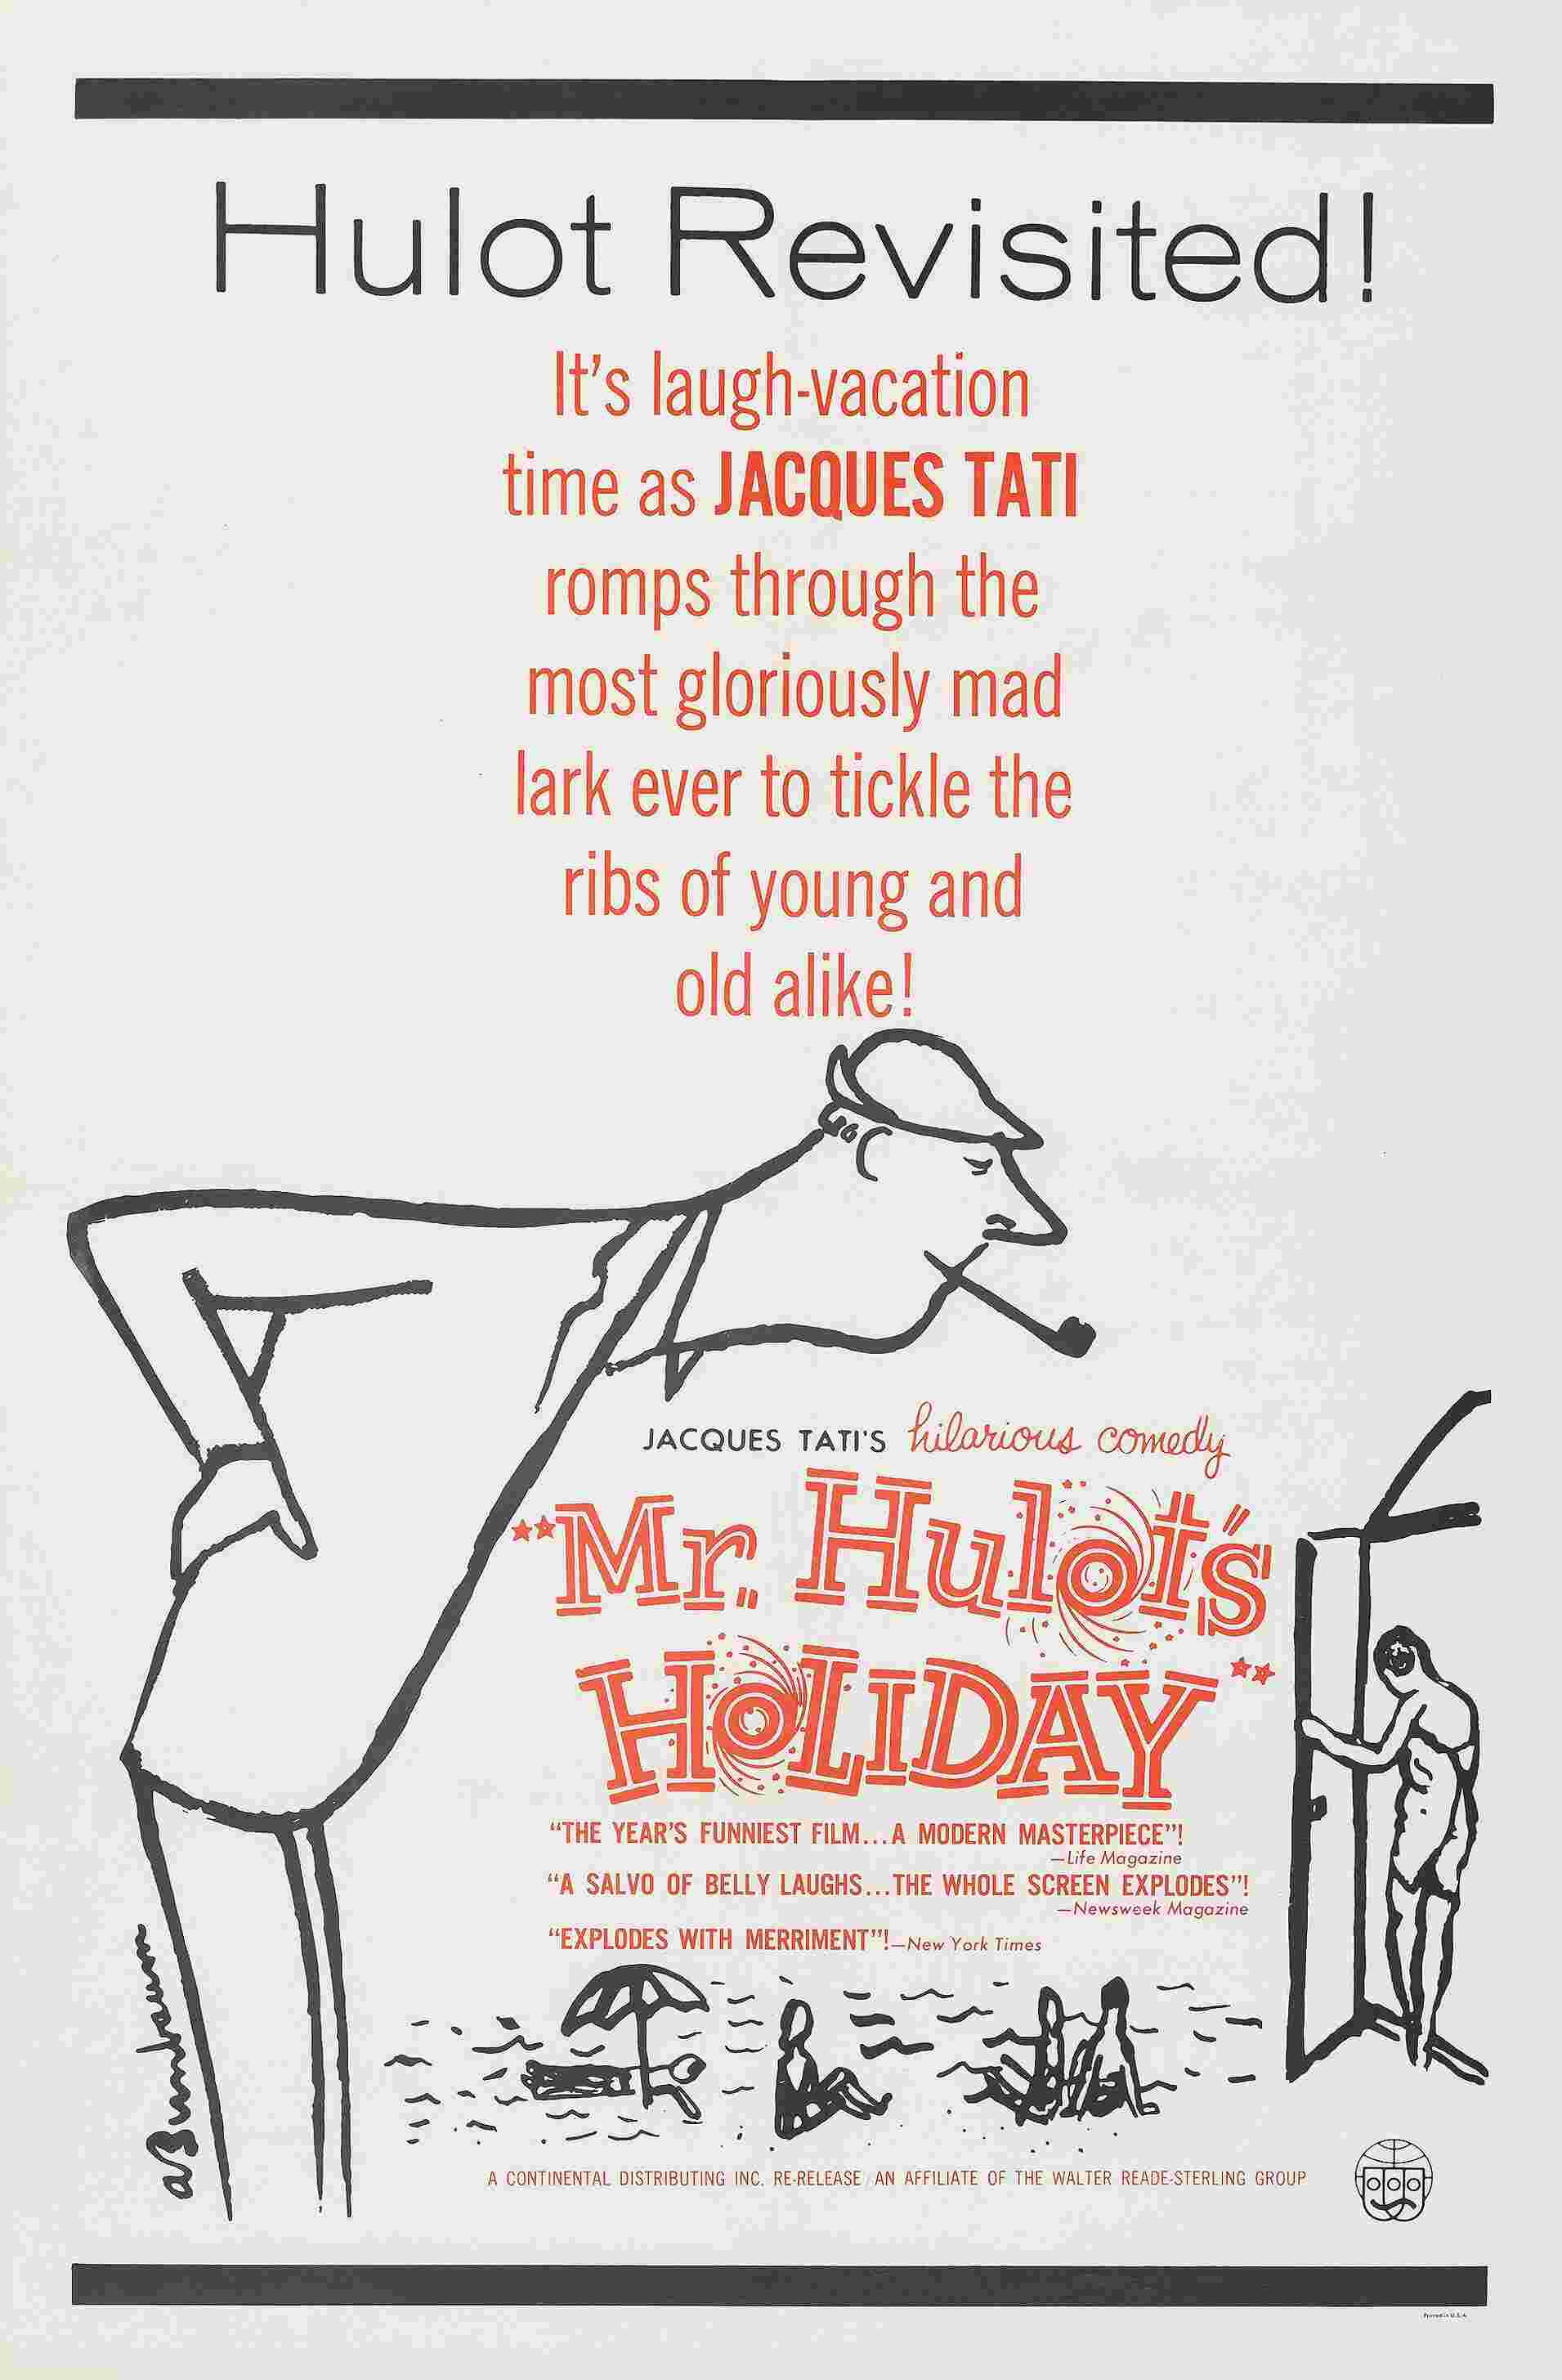 Hulot Revisited!
It's laugh-vacation
time as JACQUES TATI
romps through the
most gloriously mad
lark ever to tickle the
ribs of young and
old alike!
JACQUES TATI'S hilarious comedy
"Mr. Hulot's
HOLIDAY"
"THE YEAR'S FUNNIEST FILM...A MODERN MASTERPIECE"!
—Life Magazine
"A SALVO OF BELLY LAUGHS...THE WHOLE SCREEN EXPLODES"!
—Newsweek Magazine
"EXPLODES WITH MERRIMENT"!—New York Times
aBirnbaum
A CONTINENTAL DISTRIBUTING INC. RE-RELEASE / AN AFFILIATE OF THE WALTER READE-STERLING GROUP
Printed in U.S.A.